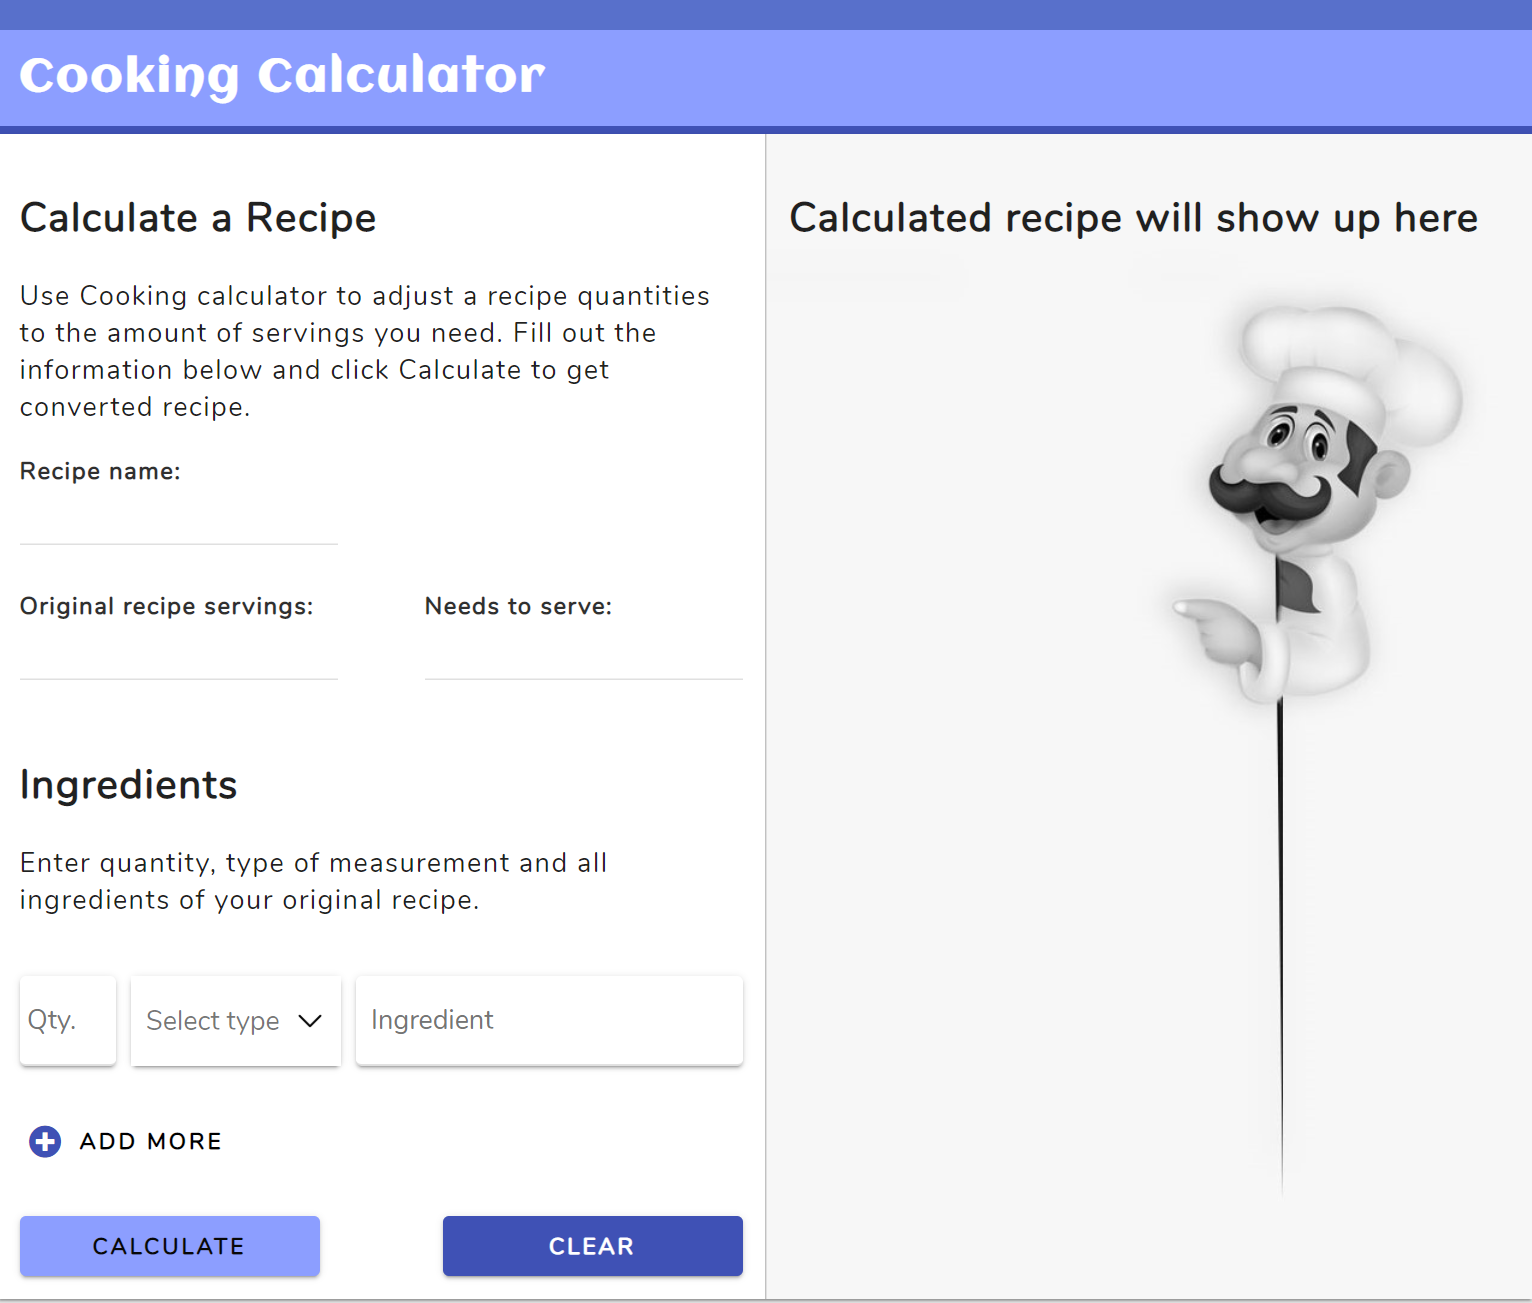 Cooking Calculator
Calculate a Recipe
Use Cooking calculator to adjust a recipe quantities
to the amount of servings you need. Fill out the
information below and click Calculate to get
converted recipe.
Recipe name:
Original recipe servings:
Needs to serve:
Ingredients
Enter quantity, type of measurement and all
ingredients of your original recipe.
Qty.
Select type
Ingredient
ADD MORE
CALCULATE
CLEAR
Calculated recipe will show up here